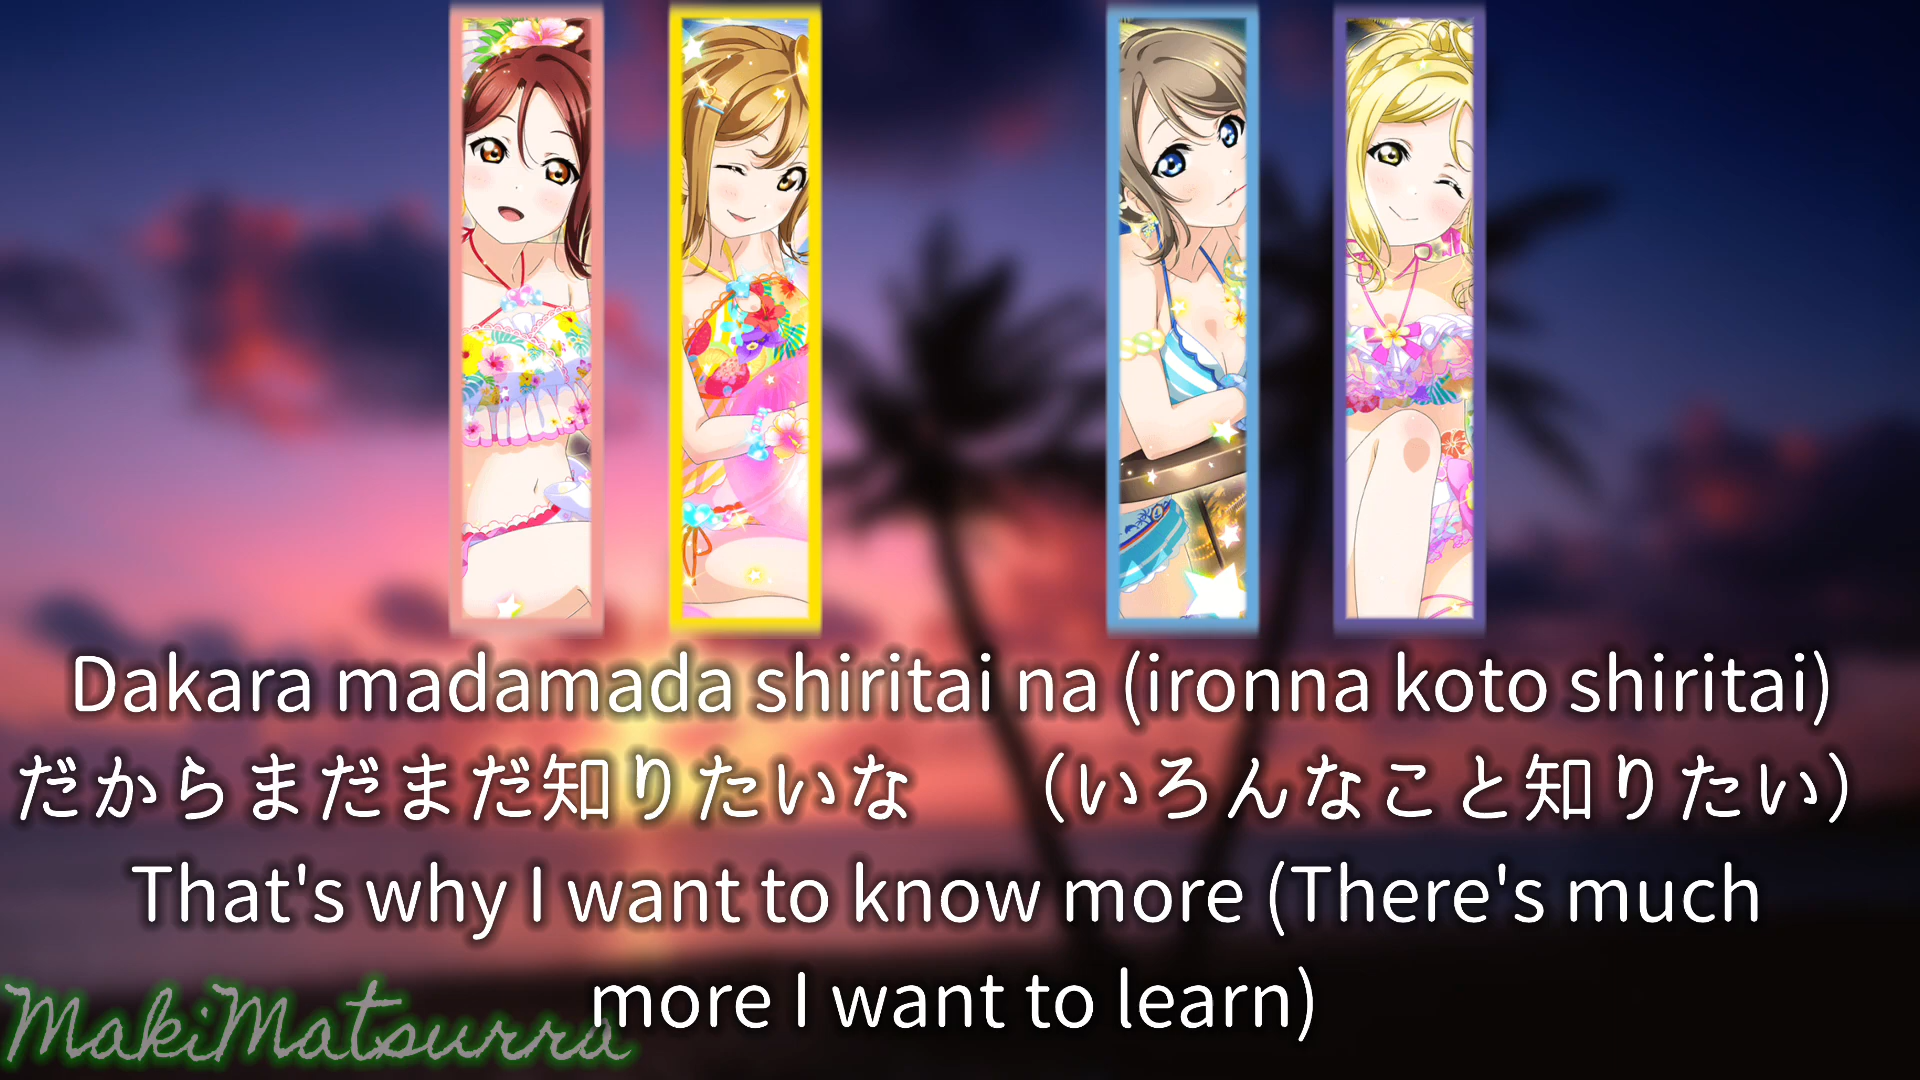 Dakara madamada shiritai na (ironna koto shiritai)
だからまだまだ知りたいな　（いろんなこと知りたい）
That's why I want to know more (There's much
more I want to learn)
MakiMatsurra